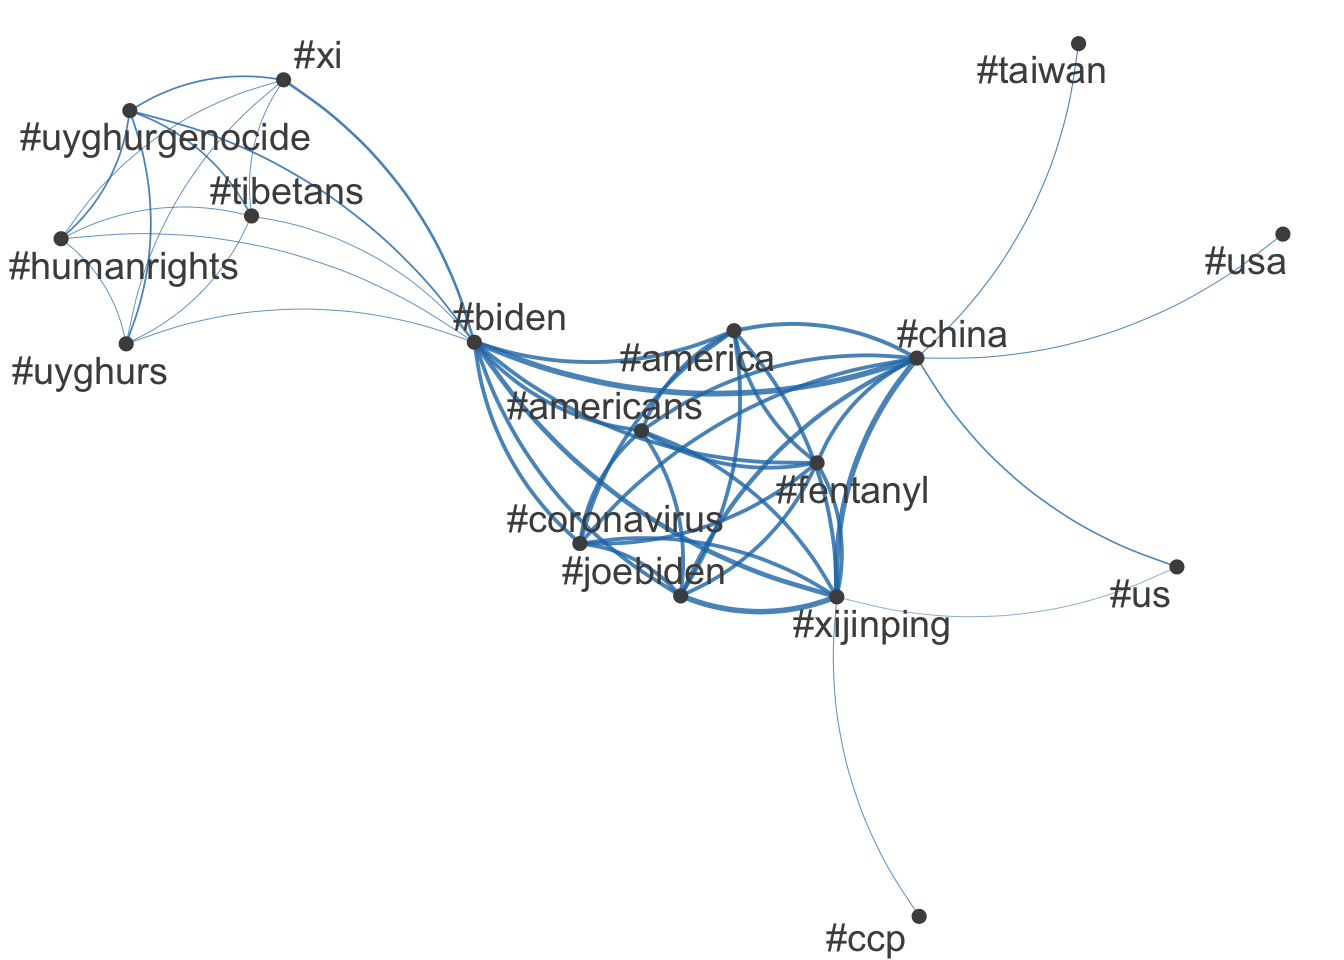 #xi
#taiwan
#uyghurgenocide
#tibetans
#usa
#humanrights
#biden
#china
#america
#uyghurs
#americans
#fentanyl
#coronavirus
#joebiden
#us
#xijinping
#ccp